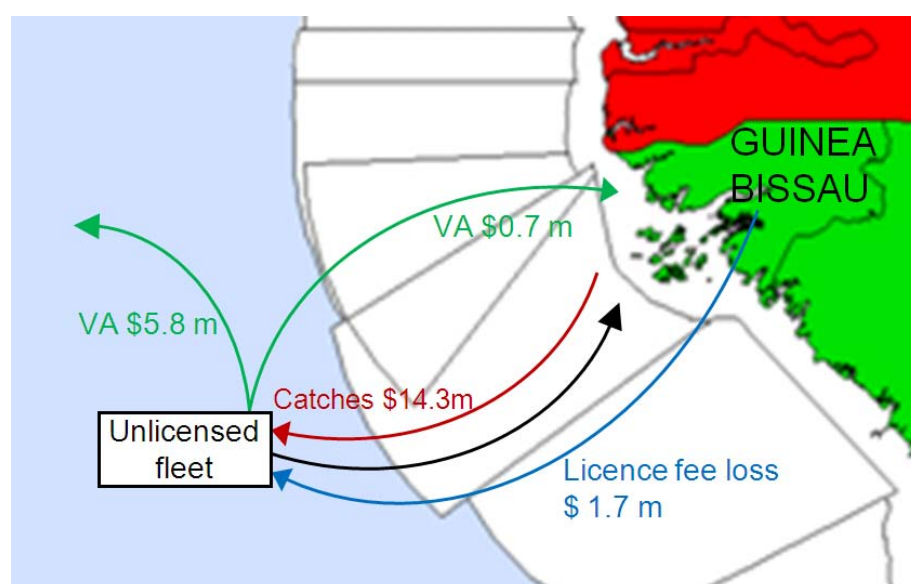 GUINEA
BISSAU
VA $0.7 m
VA $5.8 m
Catches $14.3m
Unlicensed
fleet
Licence fee loss
$ 1.7 m